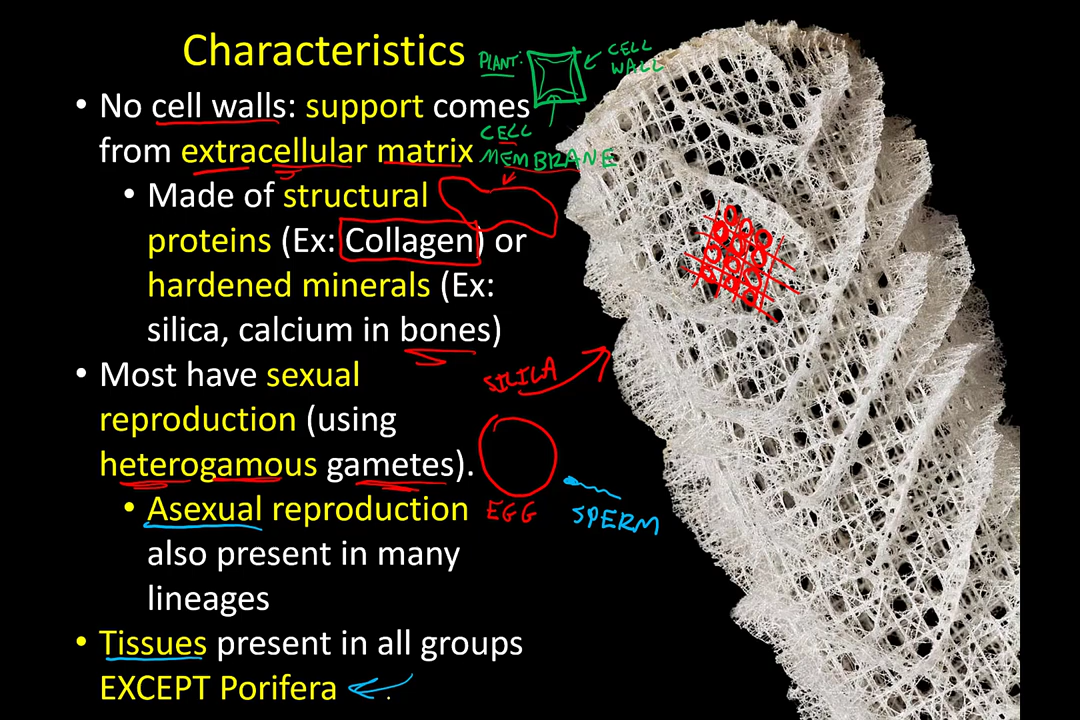 Characteristics
PLANT:
CELL
WALL
• No cell walls: support comes
from extracellular matrix
CELL
MEMBRANE
• Made of structural
proteins (Ex: Collagen) or
hardened minerals (Ex:
silica, calcium in bones)
SILICA
• Most have sexual
reproduction (using
heterogamous gametes).
EGG
SPERM
• Asexual reproduction
also present in many
lineages
• Tissues present in all groups
EXCEPT Porifera